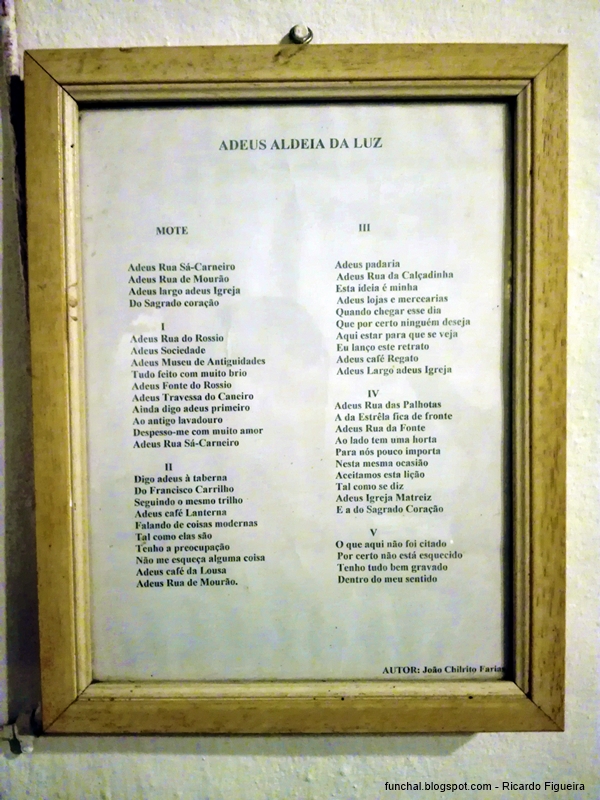 ADEUS ALDEIA DA LUZ
MOTE
Adeus Rua Sá-Carneiro
Adeus Rua de Mourão
Adeus largo adeus Igreja
Do Sagrado coração
I
Adeus Rua do Rossio
Adeus Sociedade
Adeus Museu de Antiguidades
Tudo feito com muito brio
Adeus Fonte do Rossio
Adeus Travessa do Caneiro
Ainda digo adeus primeiro
Ao antigo lavadouro
Despesso-me com muito amor
Adeus Rua Sá-Carneiro
II
Digo adeus à taberna
Do Francisco Carrilho
Seguindo o mesmo trilho
Adeus café Lanterna
Falando de coisas modernas
Tal como elas são
Tenho a preocupação
Não me esqueça alguma coisa
Adeus café da Lousa
Adeus Rua de Mourão.
III
Adeus padaria
Adeus Rua da Calçadinha
Esta ideia é minha
Adeus lojas e mercearias
Quando chegar esse dia
Que por certo ninguém deseja
Aqui estar para que se veja
Eu lanço este retrato
Adeus café Regato
Adeus Largo adeus Igreja
IV
Adeus Rua das Palhotas
A da Estrêla fica de fronte
Adeus Rua da Fonte
Ao lado tem uma horta
Para nós pouco importa
Nesta mesma ocasião
Aceitamos esta lição
Tal como se diz
Adeus Igreja Matreiz
E a do Sagrado Coração
V
O que aqui não foi citado
Por certo não está esquecido
Tenho tudo bem gravado
Dentro do meu sentido
AUTOR: João Chilrito Farias
funchal.blogspot.com - Ricardo Figueira